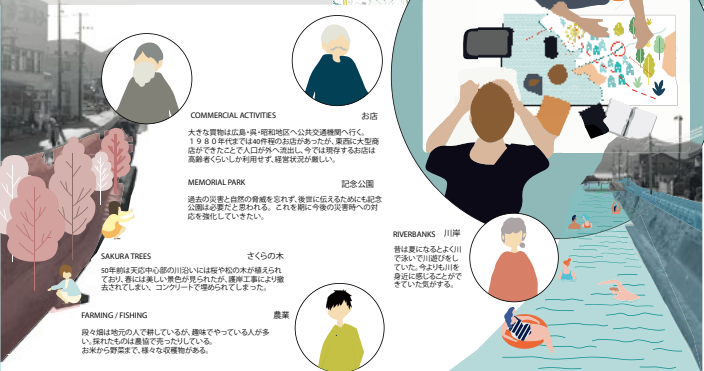 COMMERCIAL ACTIVITIES お店
大きな買物は広島・呉・昭和地区へ公共交通機関へ行く。
1980年代までは40件程のお店があったが、東西に大型商
店ができたことで人口が外へ流出し、今では現存するお店は
高齢者くらいしか利用せず、経営状況が厳しい。
MEMORIAL PARK 記念公園
過去の災害と自然の脅威を忘れず、後世に伝えるためにも記念
公園は必要だと思われる。これを期に今後の災害時への対
応を強化していきたい。
RIVERBANKS 川岸
昔は夏になるとよく川
で泳いで川遊びをし
ていた。今よりも川を
身近に感じることがで
きていた気がする。
SAKURA TREES さくらの木
50年前は天応中心部の川沿いには桜や松の木が植えられ
ており、春には美しい景色が見られたが、護岸工事により撤
去されてしまい、コンクリートで埋められてしまった。
FARMING / FISHING 農業
段々畑は地元の人で耕しているが、趣味でやっている人が多
い。採れたものは農協で売ったりしている。
お米から野菜まで、様々な収穫物がある。